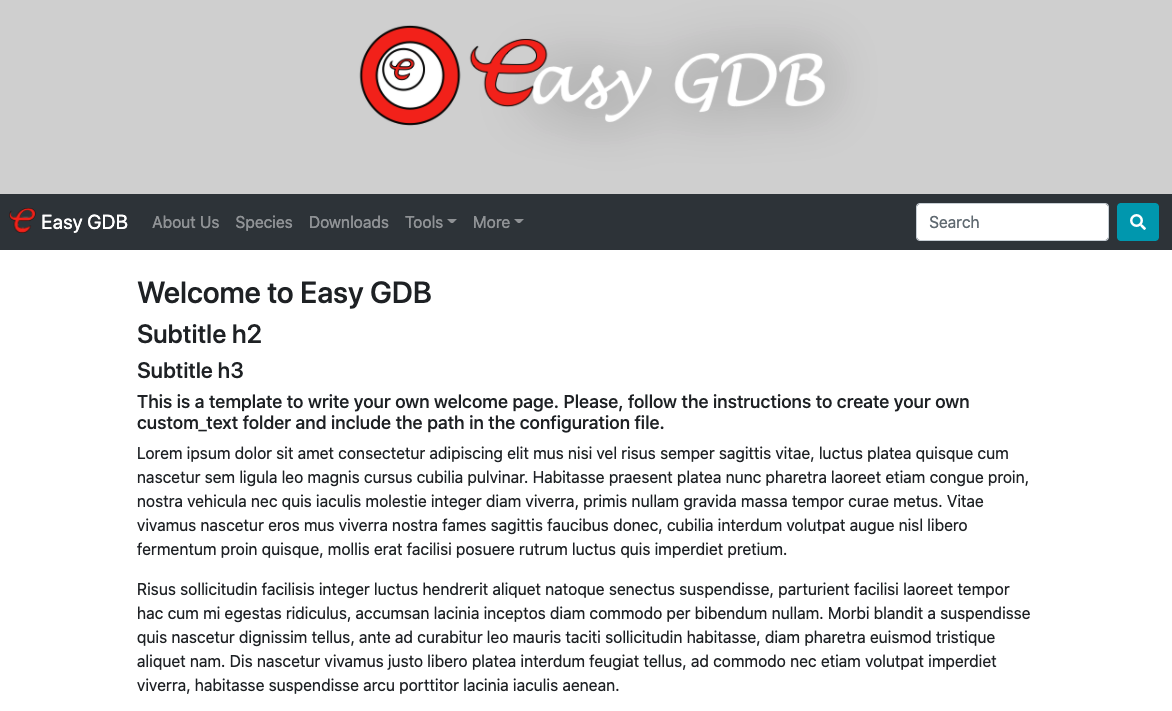 e easy GDB
e Easy GDB About Us Species Downloads Tools More Search
Welcome to Easy GDB
Subtitle h2
Subtitle h3
This is a template to write your own welcome page. Please, follow the instructions to create your own
custom_text folder and include the path in the configuration file.
Lorem ipsum dolor sit amet consectetur adipiscing elit mus nisi vel risus semper sagittis vitae, luctus platea quisque cum
nascetur sem ligula leo magnis cursus cubilia pulvinar. Habitasse praesent platea nunc pharetra laoreet etiam congue proin,
nostra vehicula nec quis iaculis molestie integer diam viverra, primis nullam gravida massa tempor curae metus. Vitae
vivamus nascetur eros mus viverra nostra fames sagittis faucibus donec, cubilia interdum volutpat augue nisl libero
fermentum proin quisque, mollis erat facilisi posuere rutrum luctus quis imperdiet pretium.
Risus sollicitudin facilisis integer luctus hendrerit aliquet natoque senectus suspendisse, parturient facilisi laoreet tempor
hac cum mi egestas ridiculus, accumsan lacinia inceptos diam commodo per bibendum nullam. Morbi blandit a suspendisse
quis nascetur dignissim tellus, ante ad curabitur leo mauris taciti sollicitudin habitasse, diam pharetra euismod tristique
aliquet nam. Dis nascetur vivamus justo libero platea interdum feugiat tellus, ad commodo nec etiam volutpat imperdiet
viverra, habitasse suspendisse arcu porttitor lacinia iaculis aenean.